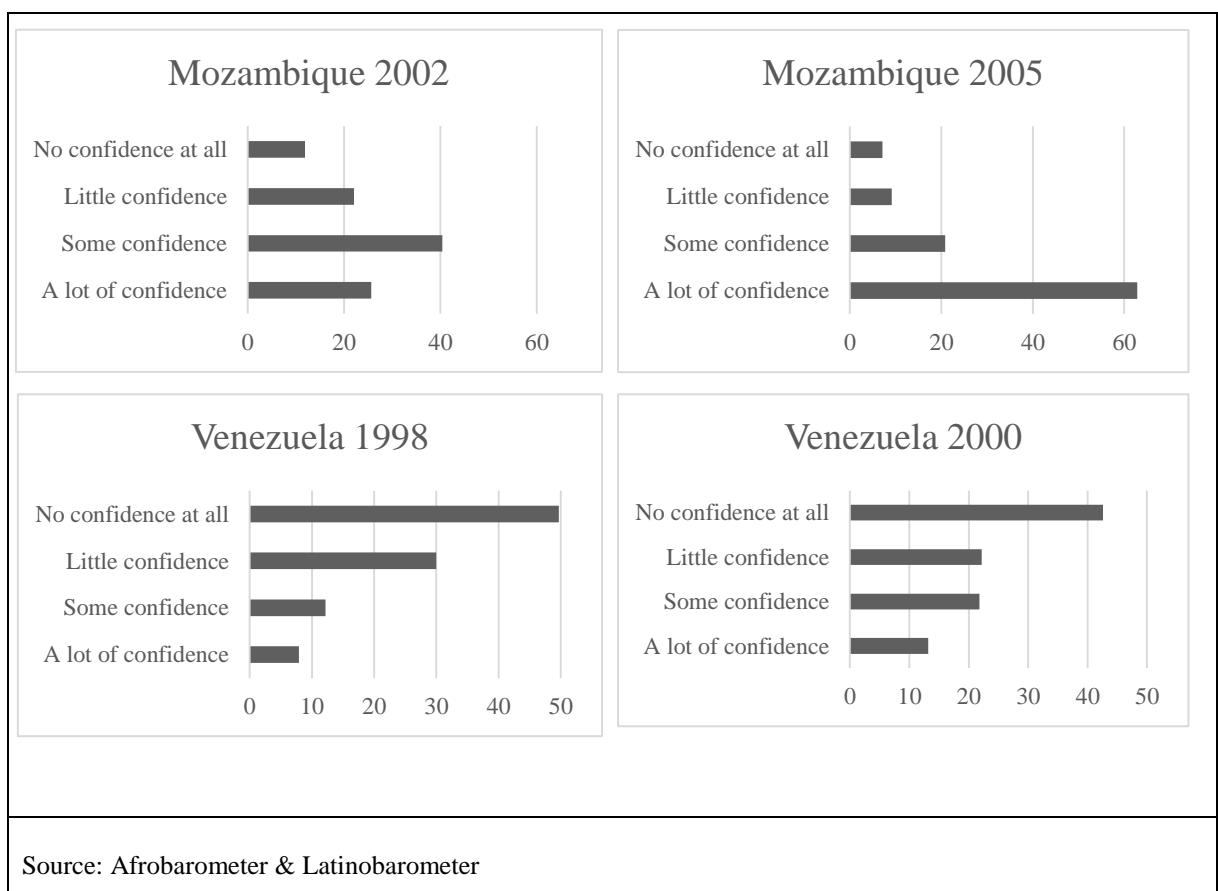 Mozambique 2002
No confidence at all
Little confidence
Some confidence
A lot of confidence
0 20 40 60
Mozambique 2005
No confidence at all
Little confidence
Some confidence
A lot of confidence
0 20 40 60
Venezuela 1998
No confidence at all
Little confidence
Some confidence
A lot of confidence
0 10 20 30 40 50
Venezuela 2000
No confidence at all
Little confidence
Some confidence
A lot of confidence
0 10 20 30 40 50
Source: Afrobarometer & Latinobarometer